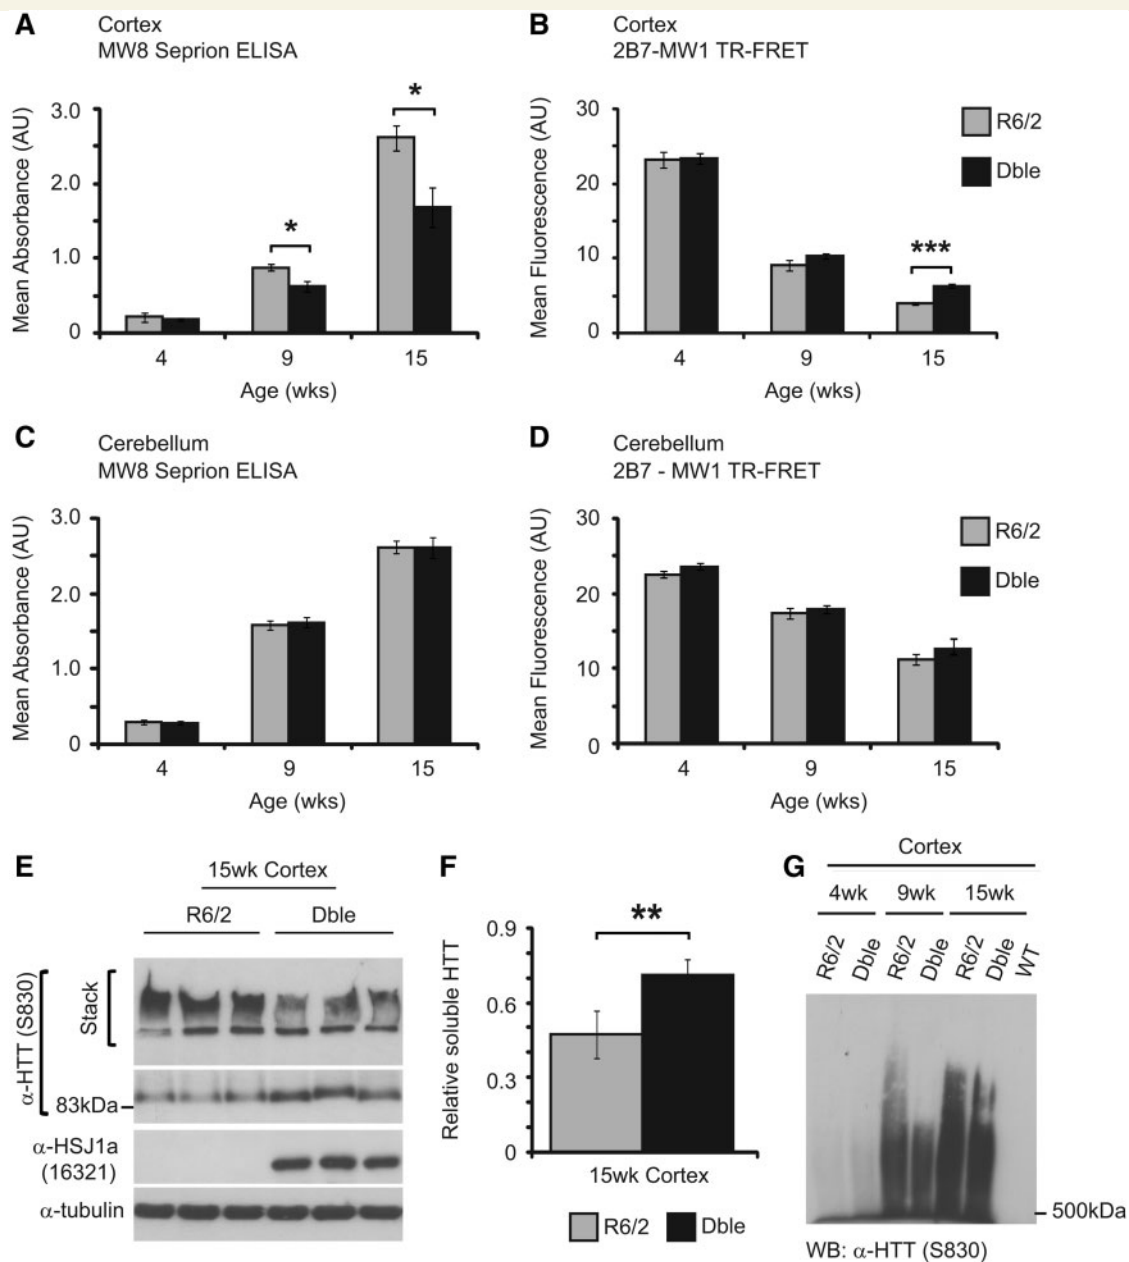 A
Cortex
MW8 Seprion ELISA
Mean Absorbance (AU)
3.0
2.0
1.0
0
*
*
4
9
15
Age (wks)
B
Cortex
2B7-MW1 TR-FRET
Mean Fluorescence (AU)
30
20
10
0
***
R6/2
Dble
4
9
15
Age (wks)
C
Cerebellum
MW8 Seprion ELISA
Mean Absorbance (AU)
3.0
2.0
1.0
0
4
9
15
Age (wks)
D
Cerebellum
2B7 - MW1 TR-FRET
Mean Fluorescence (AU)
30
20
10
0
R6/2
Dble
4
9
15
Age (wks)
E
15wk Cortex
R6/2 Dble
α-HTT (S830)
Stack
83kDa
α-HSJ1a
(16321)
α-tubulin
F
Relative soluble HTT
0.9
0.6
0.3
0
**
15wk Cortex
R6/2 Dble
G
Cortex
4wk 9wk 15wk
R6/2 Dble R6/2 Dble R6/2 Dble WT
500kDa
WB: α-HTT (S830)